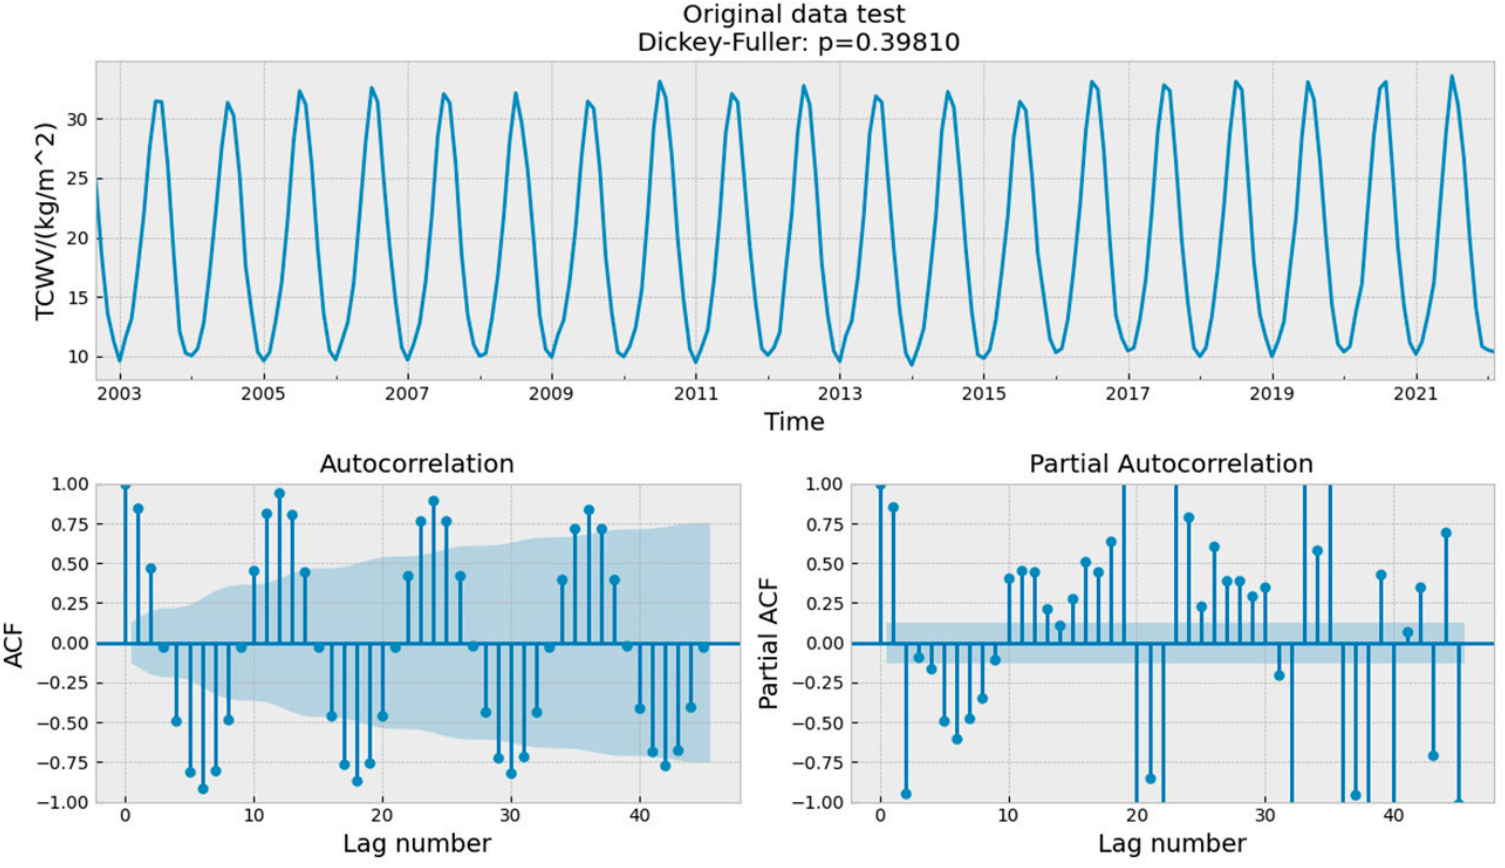 Original data test
Dickey-Fuller: p=0.39810
TCWV/(kg/m^2)
30
25
20
15
10
2003 2005 2007 2009 2011 2013 2015 2017 2019 2021
Time
Autocorrelation
ACF
1.00
0.75
0.50
0.25
0.00
−0.25
−0.50
−0.75
−1.00
0 10 20 30 40
Lag number
Partial Autocorrelation
Partial ACF
1.00
0.75
0.50
0.25
0.00
−0.25
−0.50
−0.75
−1.00
0 10 20 30 40
Lag number